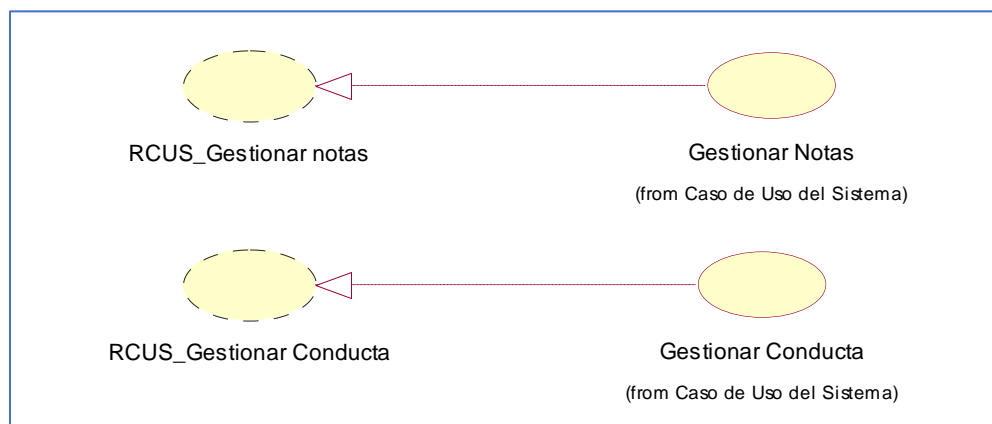 RCUS_Gestionar notas
Gestionar Notas
(from Caso de Uso del Sistema)
RCUS_Gestionar Conducta
Gestionar Conducta
(from Caso de Uso del Sistema)